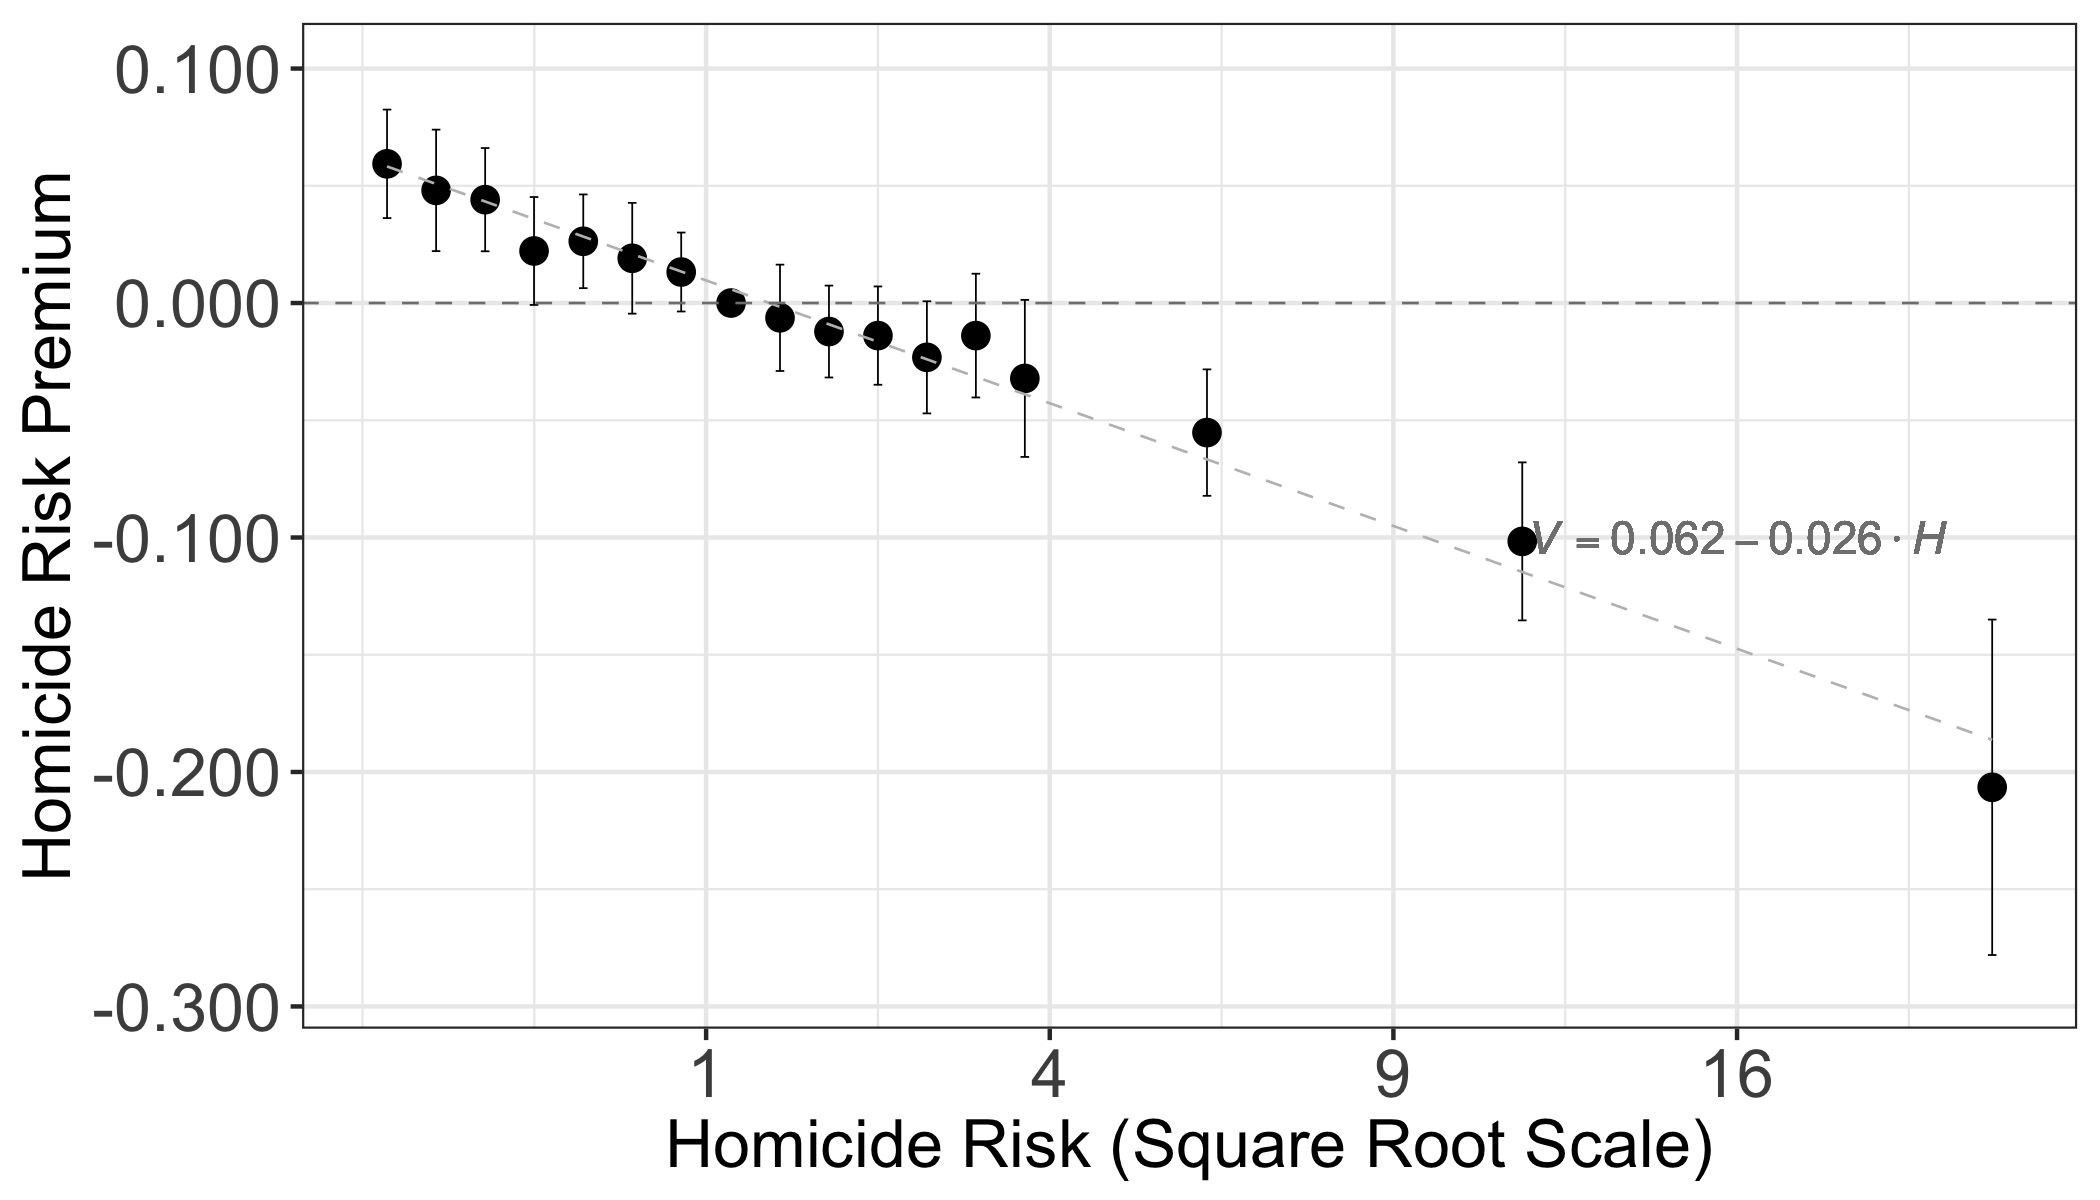 0.100
0.000
-0.100
-0.200
-0.300
Homicide Risk Premium
V = 0.062 – 0.026 · H
1 4 9 16
Homicide Risk (Square Root Scale)